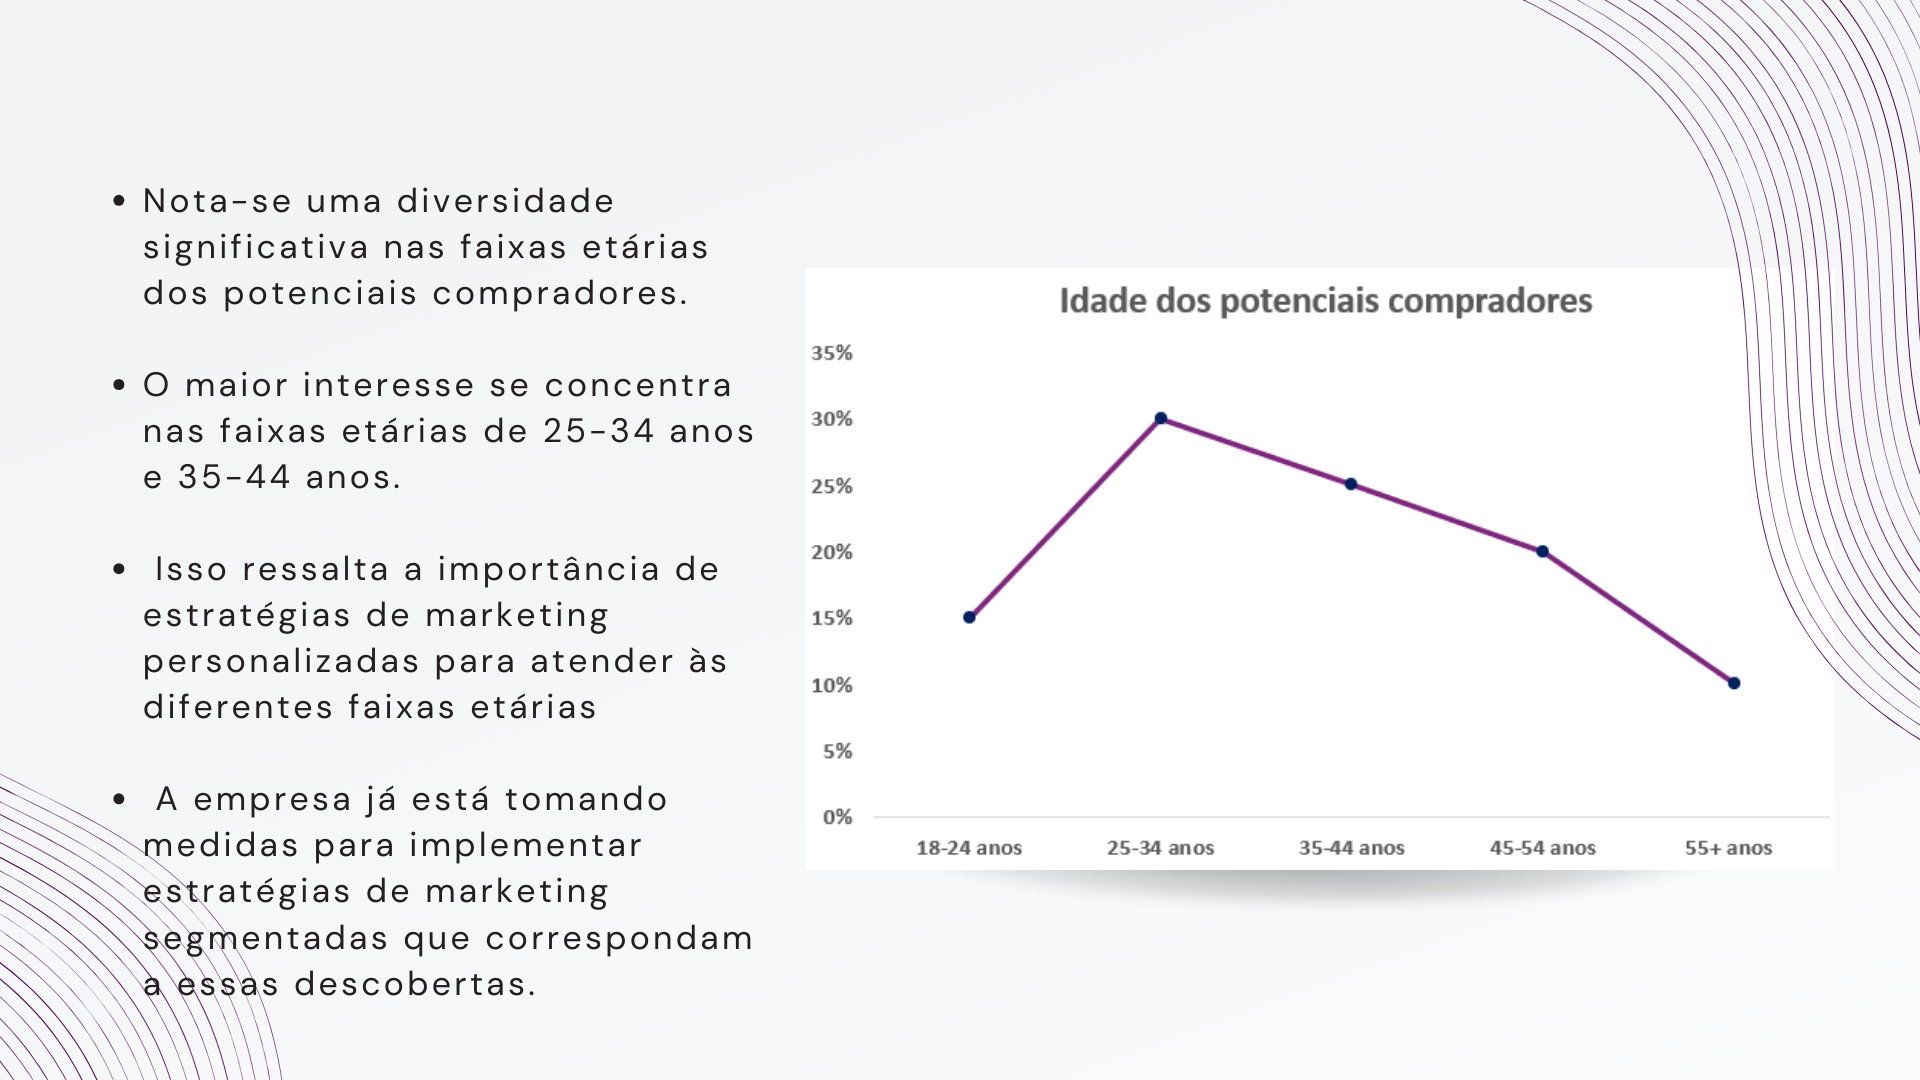 • Nota-se uma diversidade
significativa nas faixas etárias
dos potenciais compradores.
• O maior interesse se concentra
nas faixas etárias de 25-34 anos
e 35-44 anos.
• Isso ressalta a importância de
estratégias de marketing
personalizadas para atender às
diferentes faixas etárias
• A empresa já está tomando
medidas para implementar
estratégias de marketing
segmentadas que correspondam
a essas descobertas.
Idade dos potenciais compradores
35%
30%
25%
20%
15%
10%
5%
0%
18-24 anos 25-34 anos 35-44 anos 45-54 anos 55+ anos